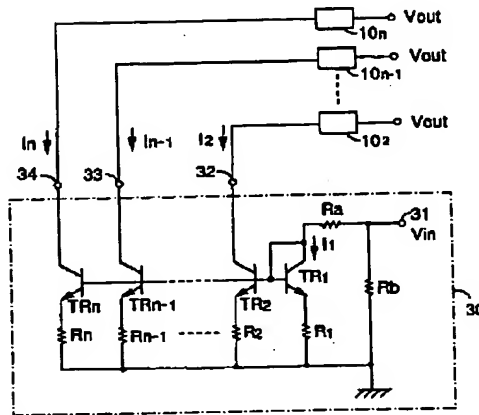 10n Vout
10n-1 Vout
In In-1 I2 102 Vout
34 33 32
Ra 31
I1 Vin
TRn TRn-1 TR2 TR1 Rb
Rn Rn-1 R2 R1 30